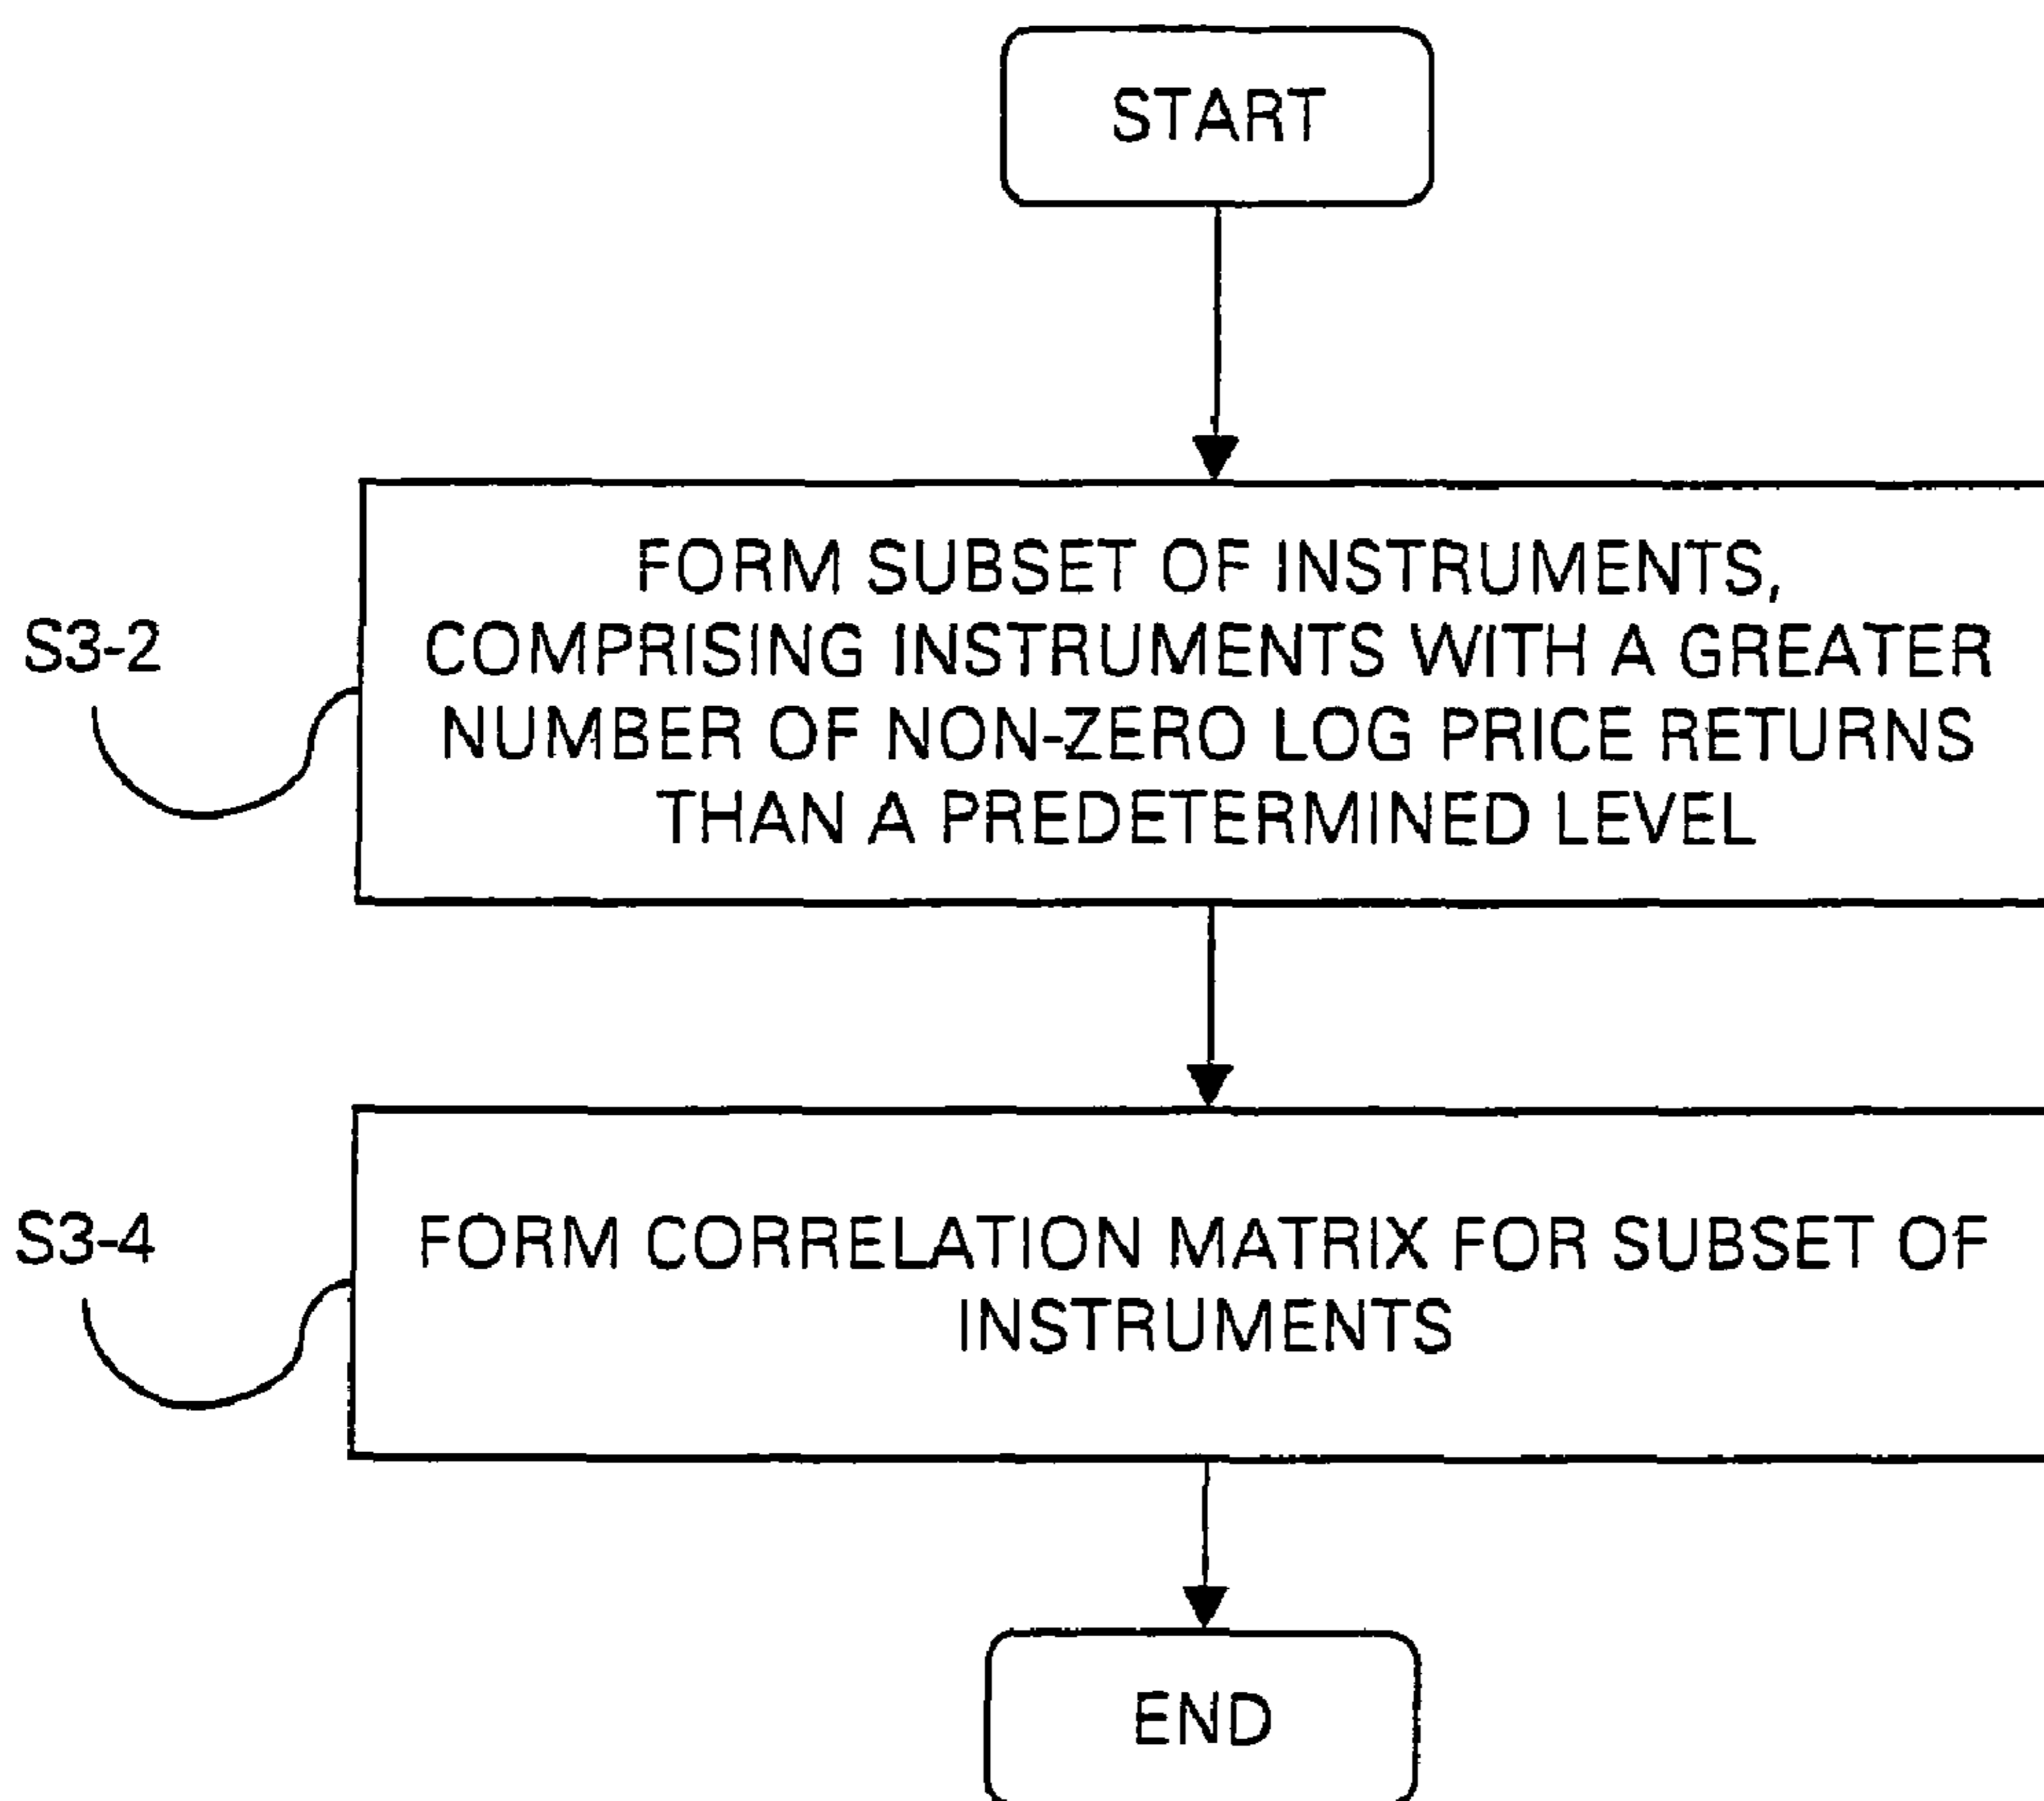 START
FORM SUBSET OF INSTRUMENTS,
COMPRISING INSTRUMENTS WITH A GREATER
NUMBER OF NON-ZERO LOG PRICE RETURNS
THAN A PREDETERMINED LEVEL
S3-2
FORM CORRELATION MATRIX FOR SUBSET OF
INSTRUMENTS
S3-4
END